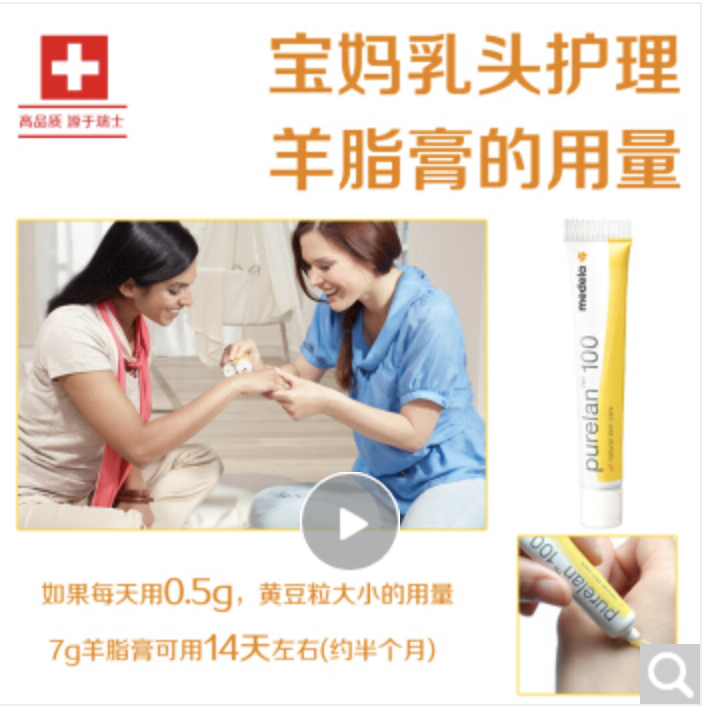 宝妈乳头护理
高品质 源于瑞士
羊脂膏的用量
medela
purelan™ 100
purelan™ 100
如果每天用0.5g，黄豆粒大小的用量
7g羊脂膏可用14天左右(约半个月)